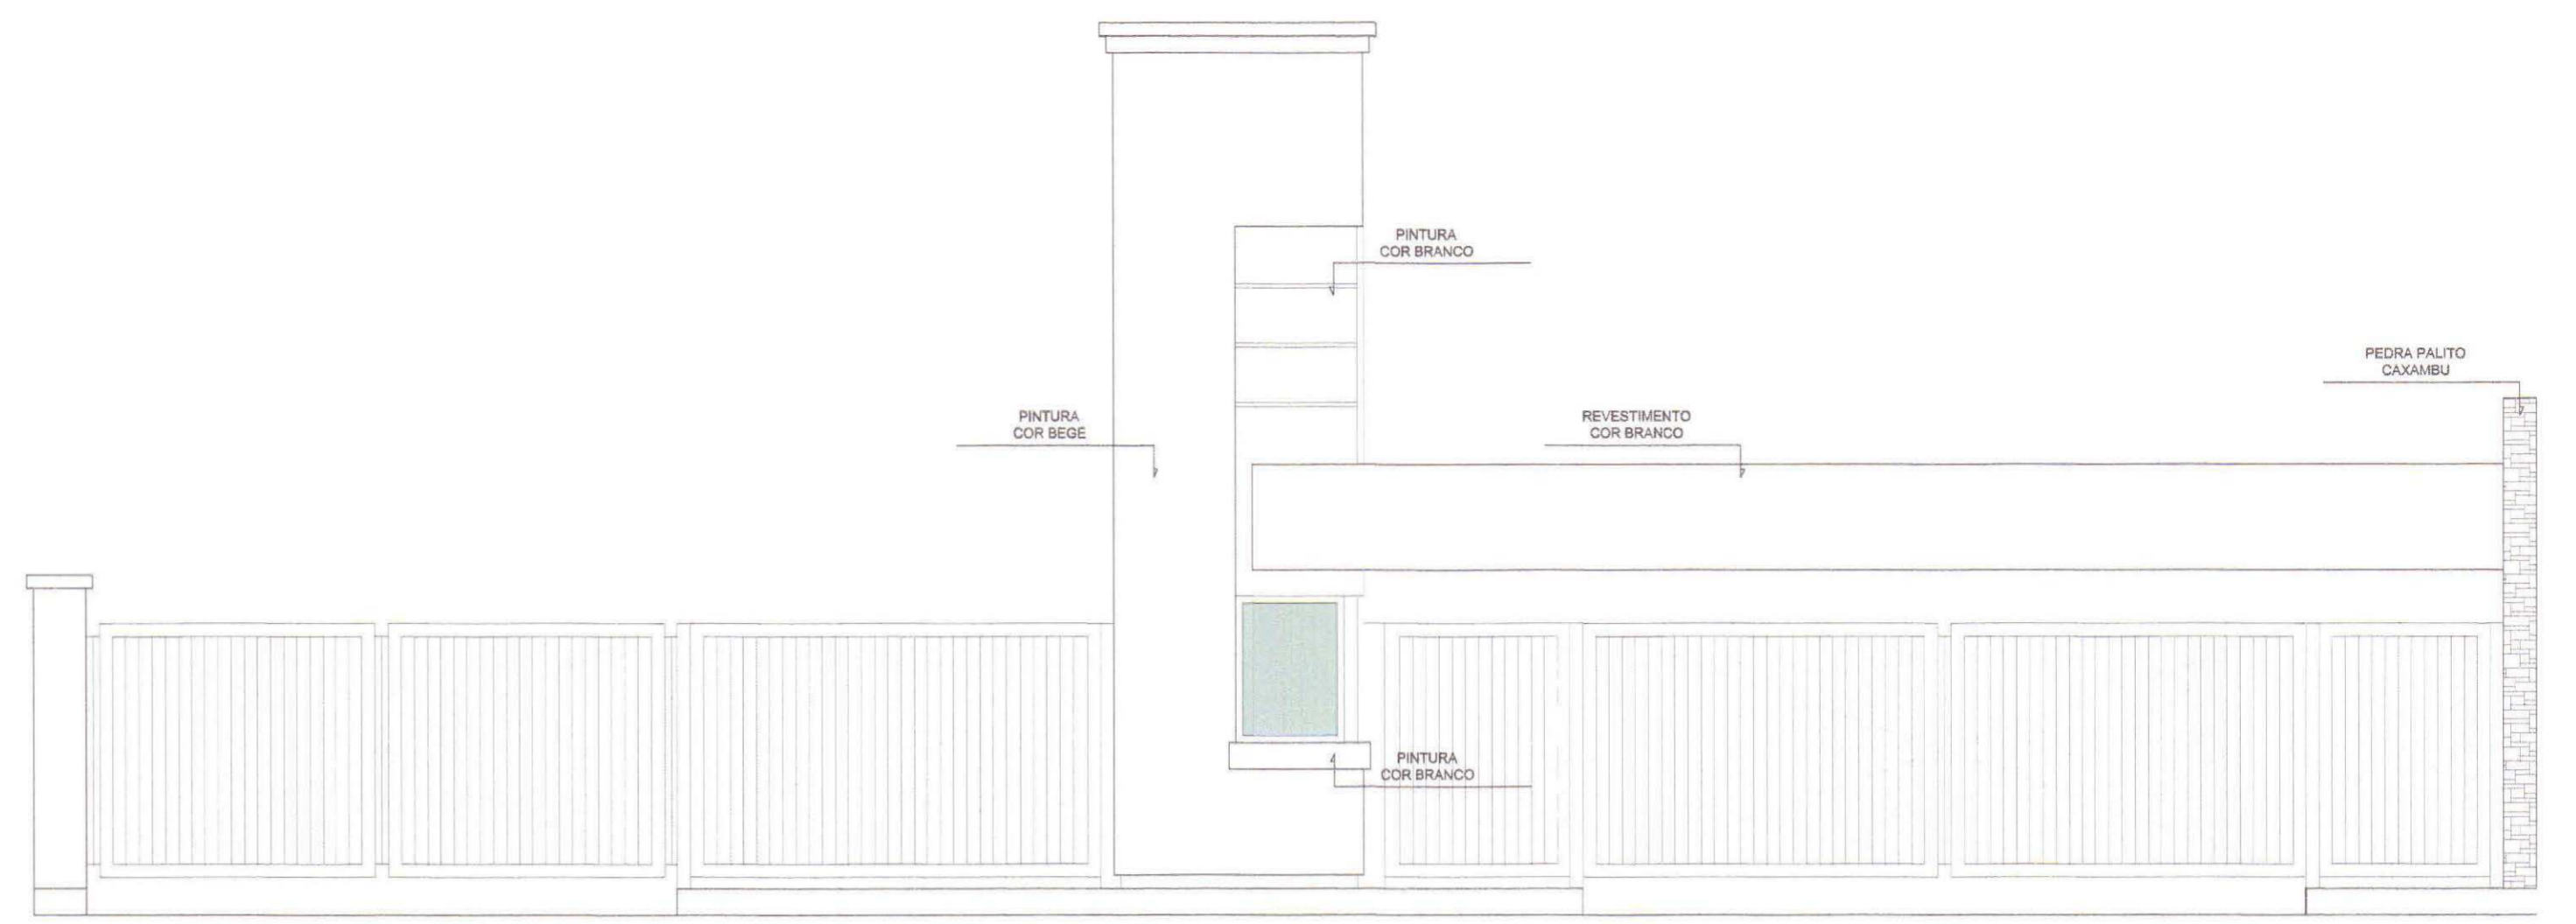 PINTURA
COR BRANCO
PEDRA PALITO
CAXAMBU
PINTURA
COR BEGE
REVESTIMENTO
COR BRANCO
PINTURA
COR BRANCO